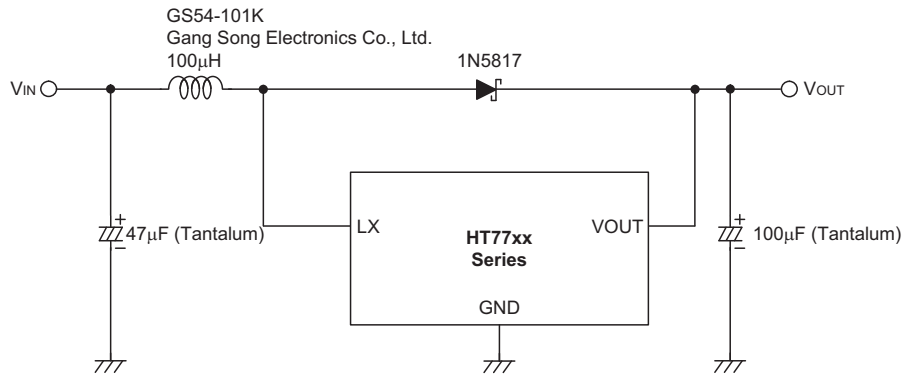 GS54-101K
Gang Song Electronics Co., Ltd.
100μH
1N5817
VIN
VOUT
+
47μF (Tantalum)
−
LX
HT77xx
Series
VOUT
GND
+
100μF (Tantalum)
−